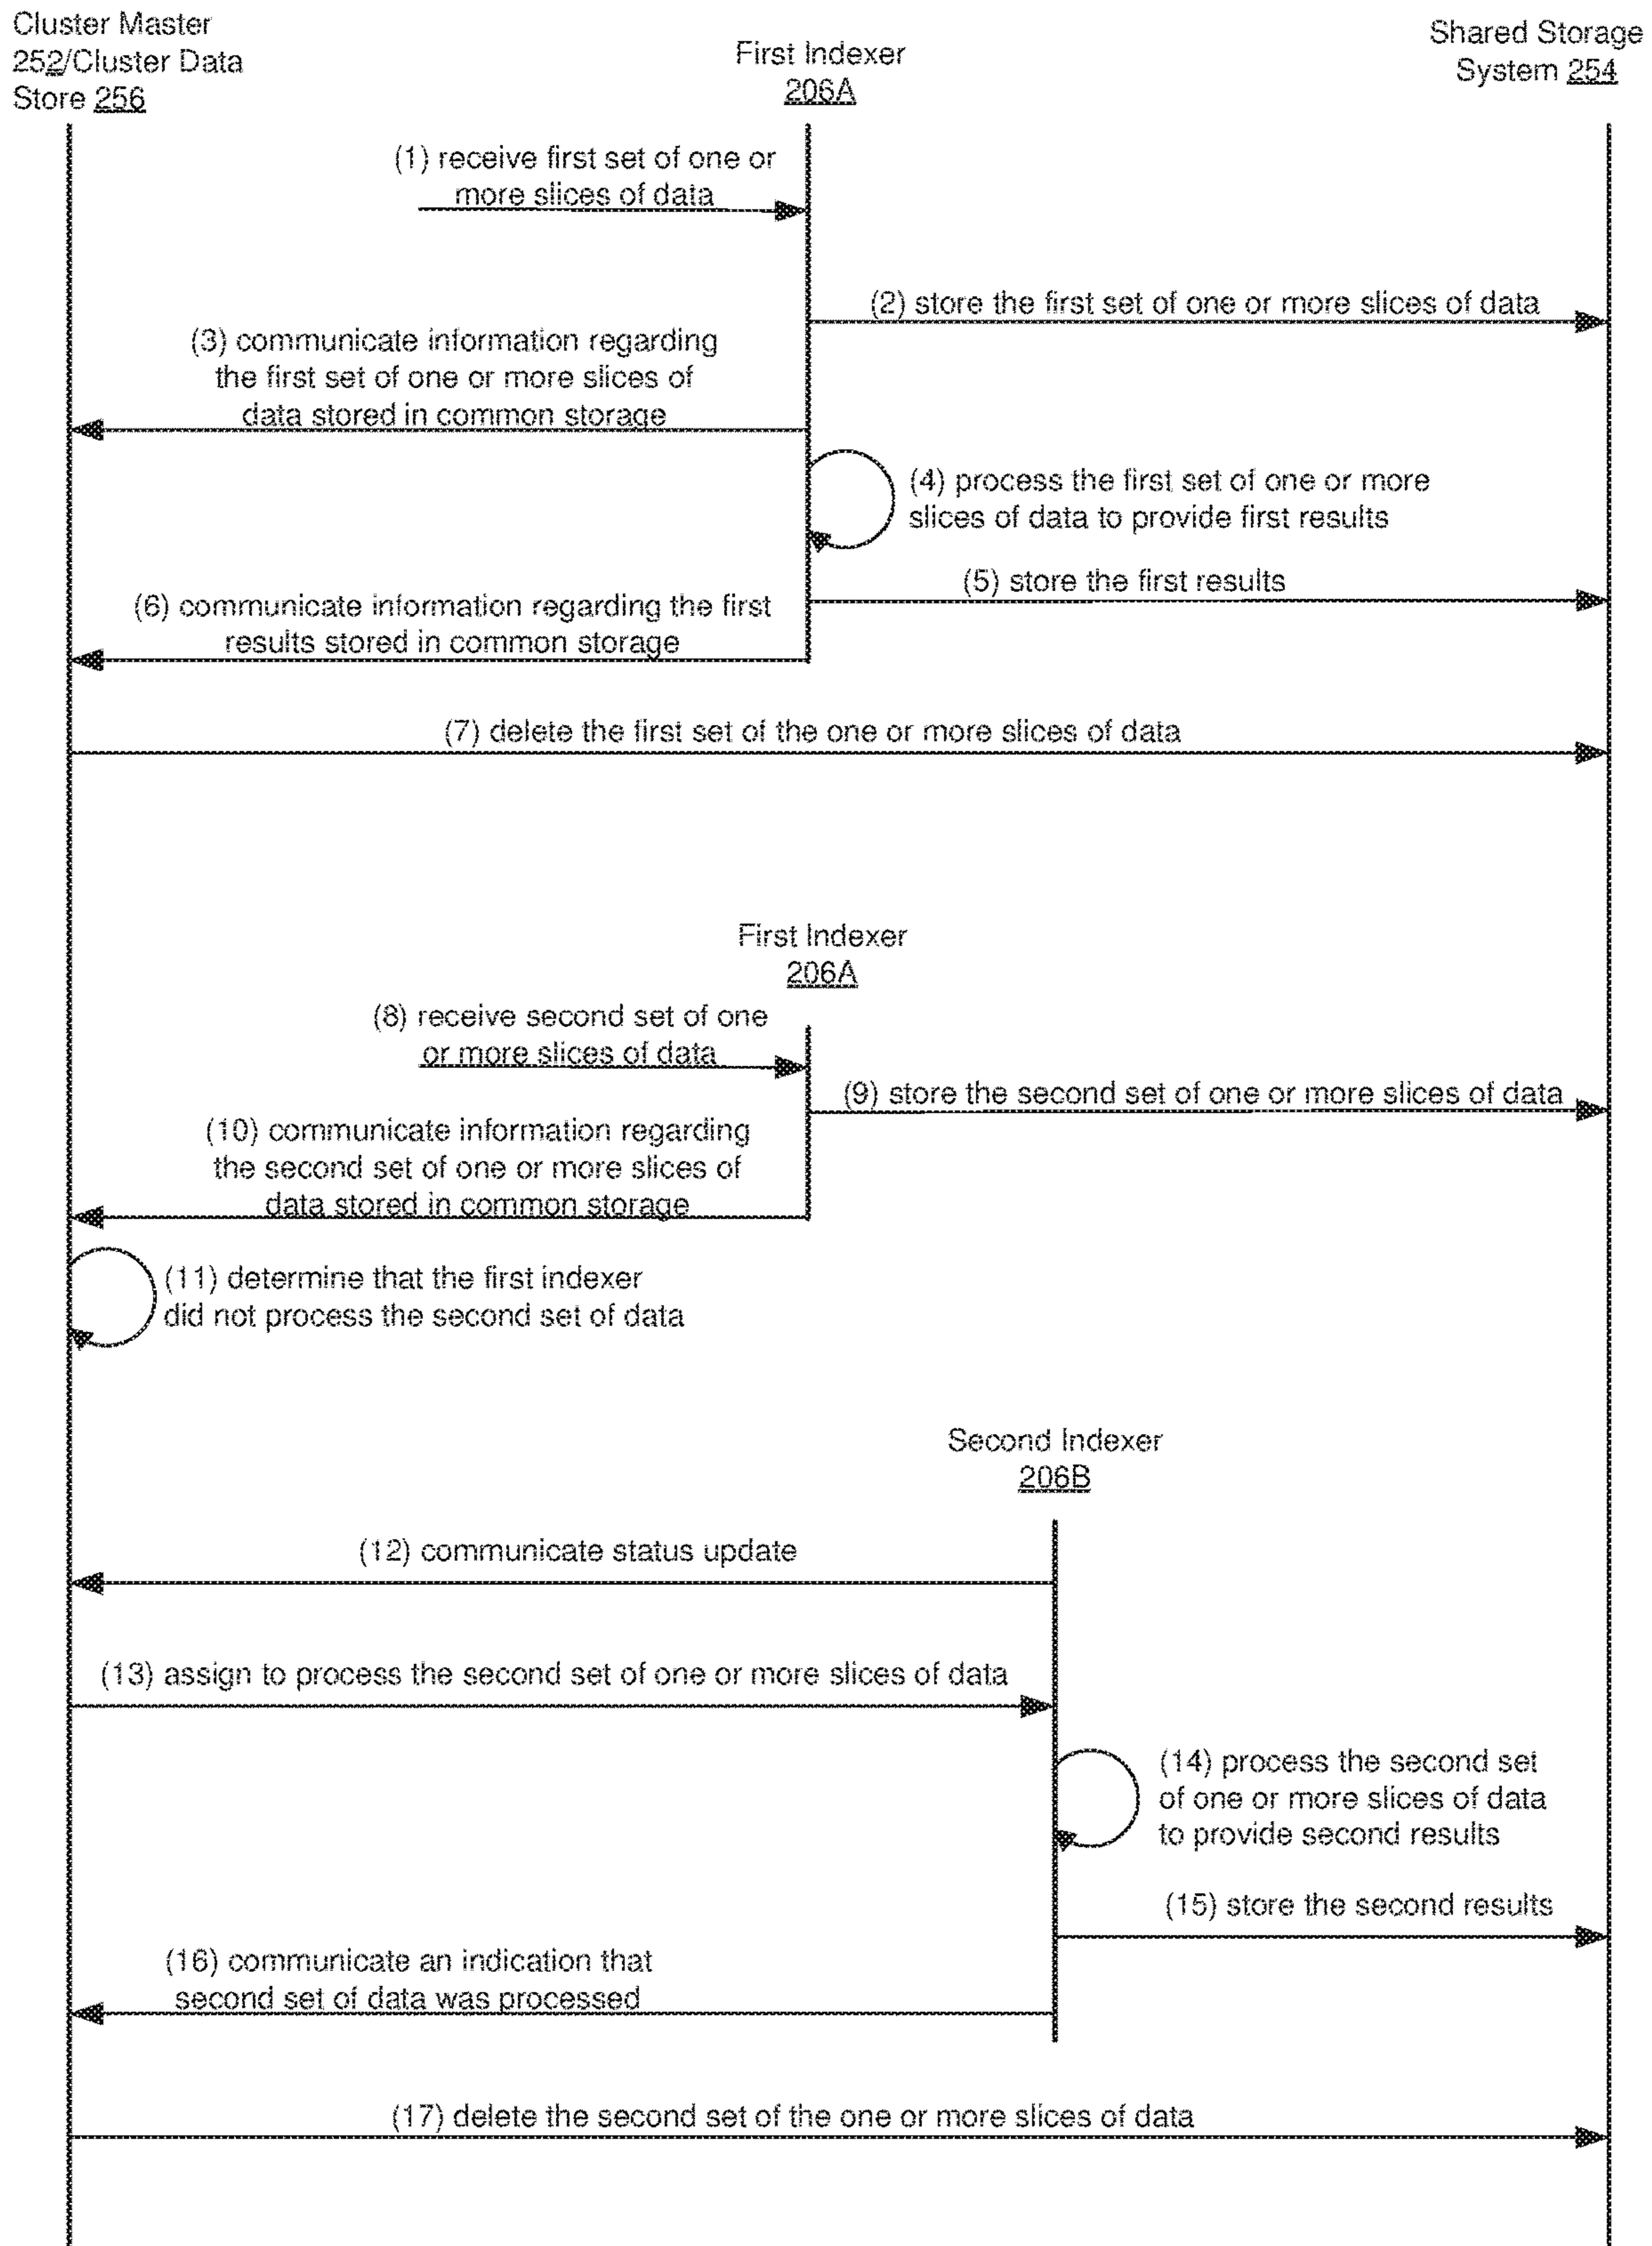 Cluster Master
252/Cluster Data
Store 256
First Indexer
206A
Shared Storage
System 254
(1) receive first set of one or
more slices of data
(2) store the first set of one or more slices of data
(3) communicate information regarding
the first set of one or more slices of
data stored in common storage
(4) process the first set of one or more
slices of data to provide first results
(5) store the first results
(6) communicate information regarding the first
results stored in common storage
(7) delete the first set of the one or more slices of data
First Indexer
206A
(8) receive second set of one
or more slices of data
(9) store the second set of one or more slices of data
(10) communicate information regarding
the second set of one or more slices of
data stored in common storage
(11) determine that the first indexer
did not process the second set of data
Second Indexer
206B
(12) communicate status update
(13) assign to process the second set of one or more slices of data
(14) process the second set
of one or more slices of data
to provide second results
(15) store the second results
(16) communicate an indication that
second set of data was processed
(17) delete the second set of the one or more slices of data